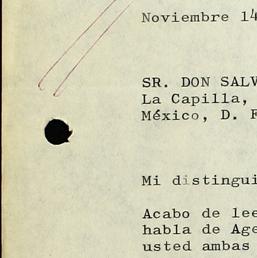 Noviembre 14
SR. DON SALV
La Capilla,
México, D. F
Mi distingui
Acabo de lee
habla de Age
usted ambas